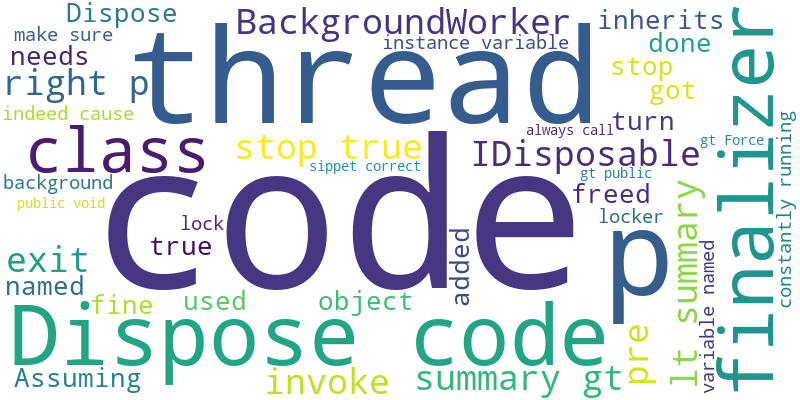 Dispose
BackgroundWorker
inherits
make sure
instance variable
needs
thread
done
right p
stop
got
finalizer
indeed cause
always call
turn
class
stop true
IDisposable
gt Force
sippet correct
gt public
background
code
freed
public void
lock
locker
true
p
lt summary
constantly running
exit
added
variable named
named
fine
used
object
Dispose code
pre
Assuming
invoke
summary gt